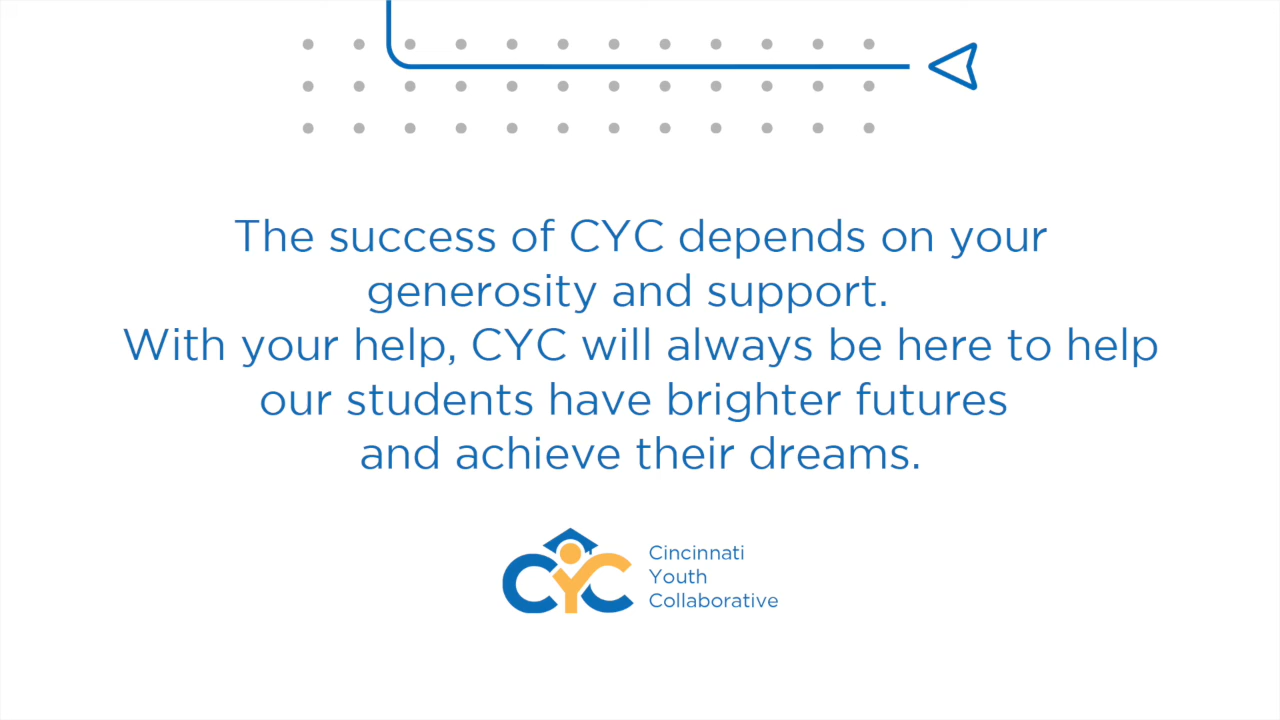 The success of CYC depends on your
generosity and support.
With your help, CYC will always be here to help
our students have brighter futures
and achieve their dreams.
CYC
Cincinnati
Youth
Collaborative